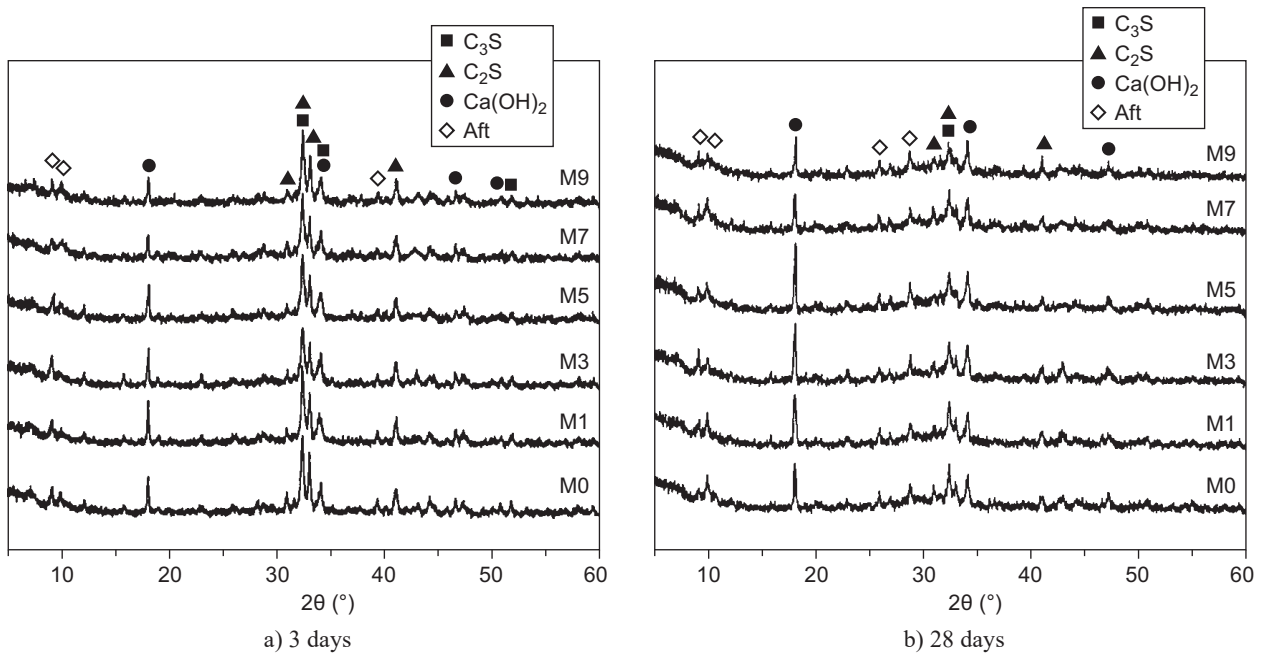 C₃S
C₂S
Ca(OH)₂
Aft
M9
M7
M5
M3
M1
M0
10 20 30 40 50 60
2θ (°)
a) 3 days
C₃S
C₂S
Ca(OH)₂
Aft
M9
M7
M5
M3
M1
M0
10 20 30 40 50 60
2θ (°)
b) 28 days